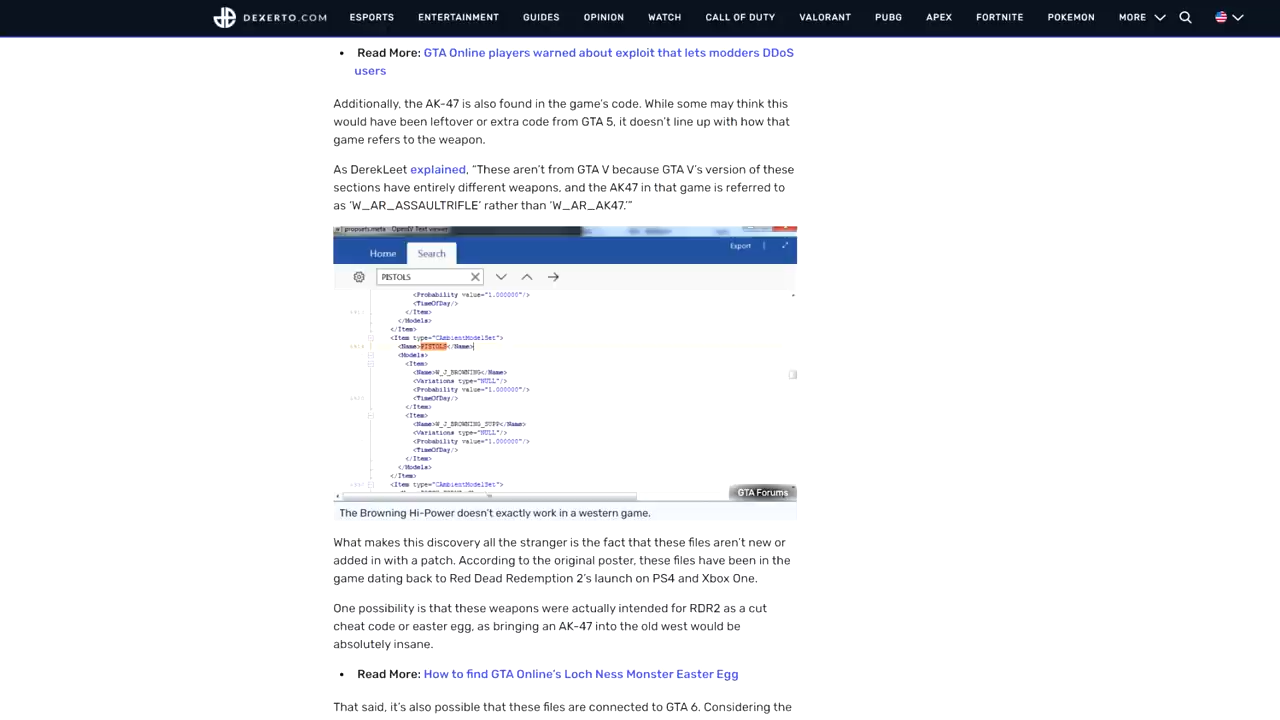 DEXERTO.COM ESPORTS ENTERTAINMENT GUIDES OPINION WATCH CALL OF DUTY VALORANT PUBG APEX FORTNITE POKEMON MORE
• Read More: GTA Online players warned about exploit that lets modders DDoS
users
Additionally, the AK-47 is also found in the game's code. While some may think this
would have been leftover or extra code from GTA 5, it doesn't line up with how that
game refers to the weapon.
As DerekLeet explained, “These aren't from GTA V because GTA V's version of these
sections have entirely different weapons, and the AK47 in that game is referred to
as ‘W_AR_ASSAULTRIFLE’ rather than ‘W_AR_AK47.’”
propsets.meta - OpenIV Text viewer
Home Search Export
PISTOLS
<Probability value="1.000000"/>
<TimeOfDay/>
</Item>
</Models>
</Item>
<Item type="CAmbientModelSet">
<Name>PISTOLS</Name>
<Models>
<Item>
<Name>W_J_BROWNING</Name>
<Variations type="NULL"/>
<Probability value="1.000000"/>
<TimeOfDay/>
</Item>
<Item>
<Name>W_J_BROWNING_SUPP</Name>
<Variations type="NULL"/>
<Probability value="1.000000"/>
<TimeOfDay/>
</Item>
</Models>
</Item>
<Item type="CAmbientModelSet">
GTA Forums
The Browning Hi-Power doesn't exactly work in a western game.
What makes this discovery all the stranger is the fact that these files aren't new or
added in with a patch. According to the original poster, these files have been in the
game dating back to Red Dead Redemption 2's launch on PS4 and Xbox One.
One possibility is that these weapons were actually intended for RDR2 as a cut
cheat code or easter egg, as bringing an AK-47 into the old west would be
absolutely insane.
• Read More: How to find GTA Online's Loch Ness Monster Easter Egg
That said, it's also possible that these files are connected to GTA 6. Considering the